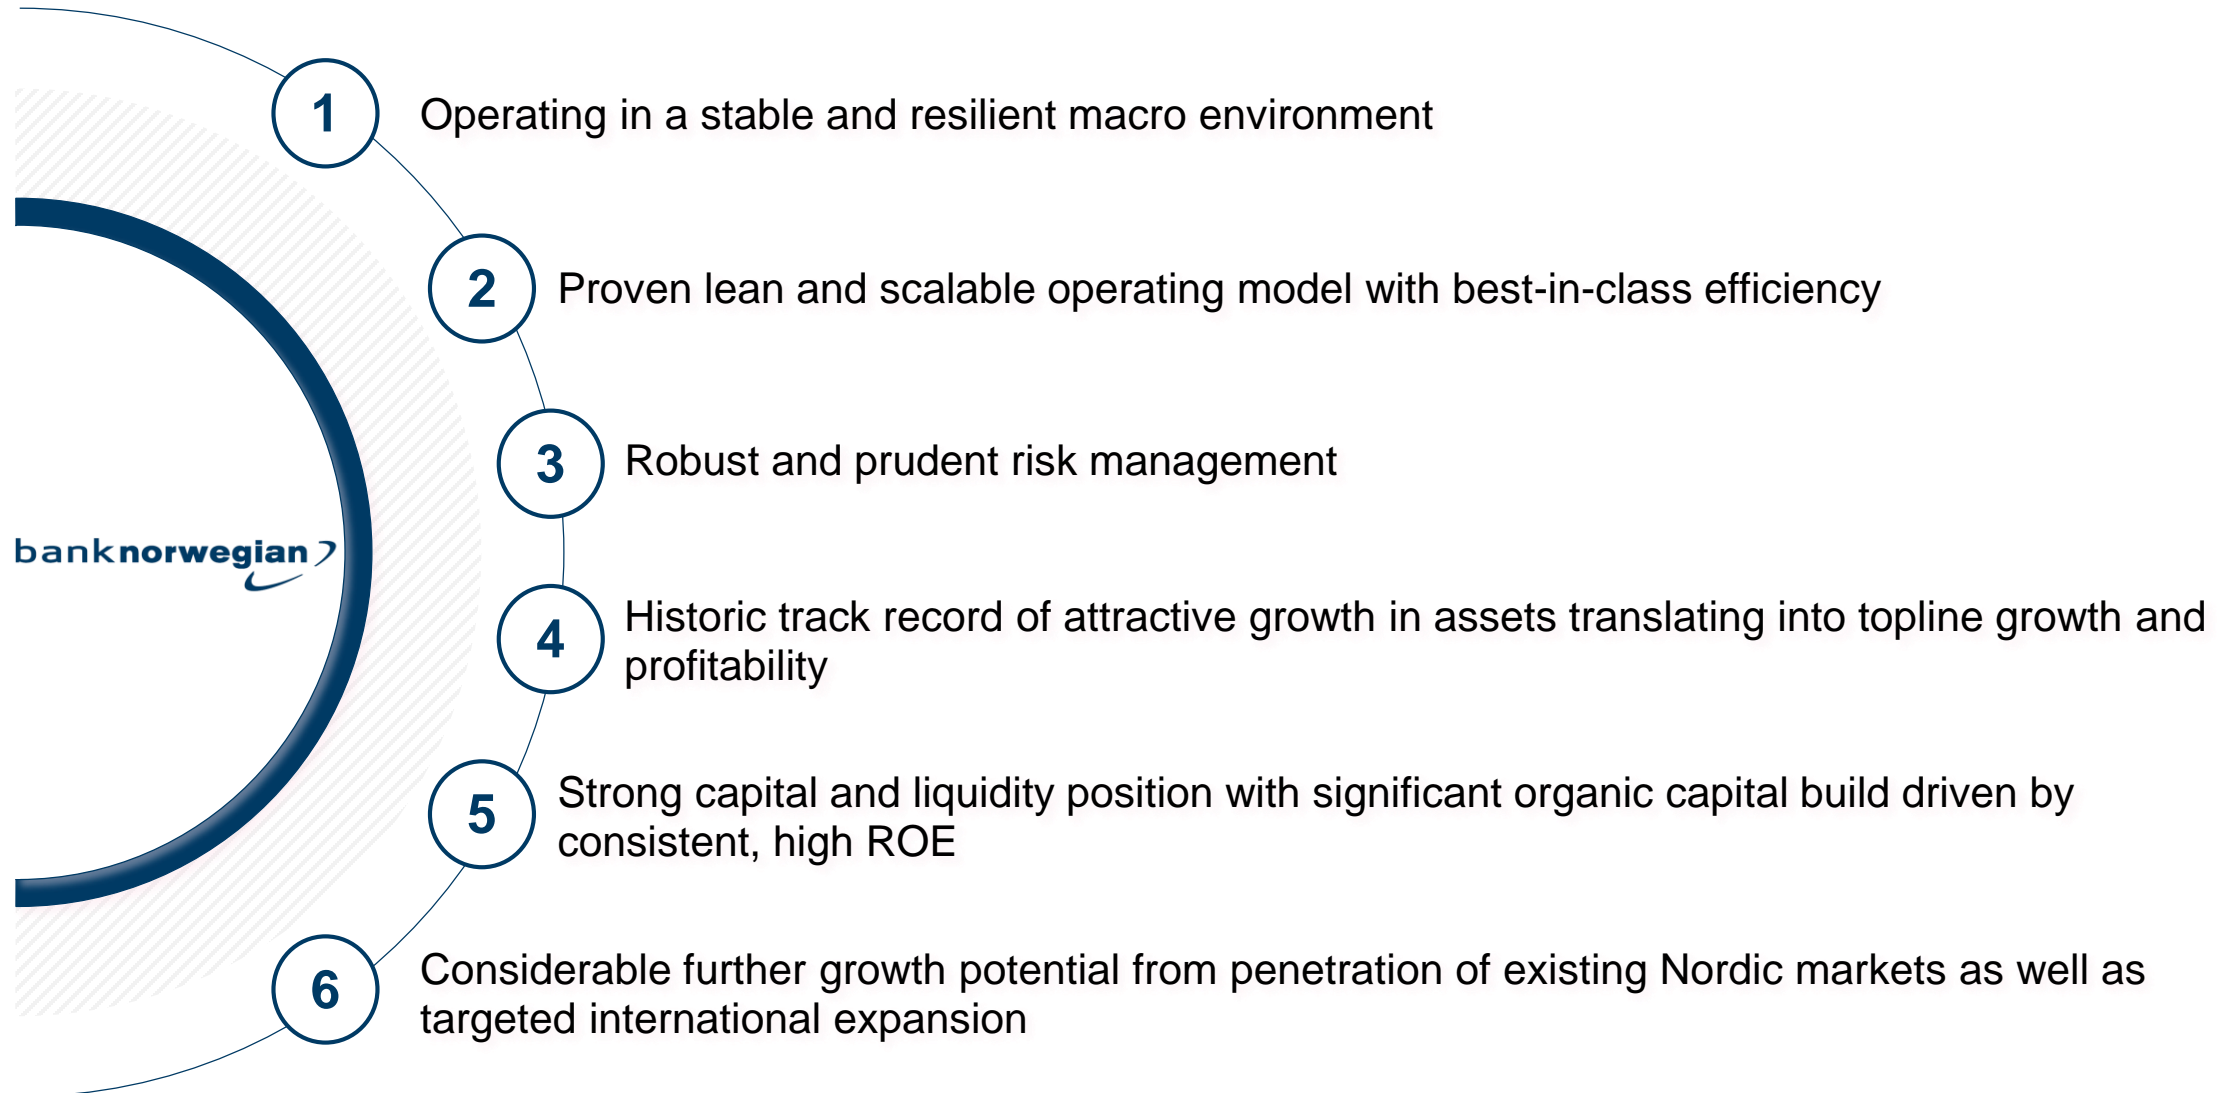 1
Operating in a stable and resilient macro environment
2
Proven lean and scalable operating model with best-in-class efficiency
3
Robust and prudent risk management
banknorwegian
4
Historic track record of attractive growth in assets translating into topline growth and
profitability
5
Strong capital and liquidity position with significant organic capital build driven by
consistent, high ROE
6
Considerable further growth potential from penetration of existing Nordic markets as well as
targeted international expansion